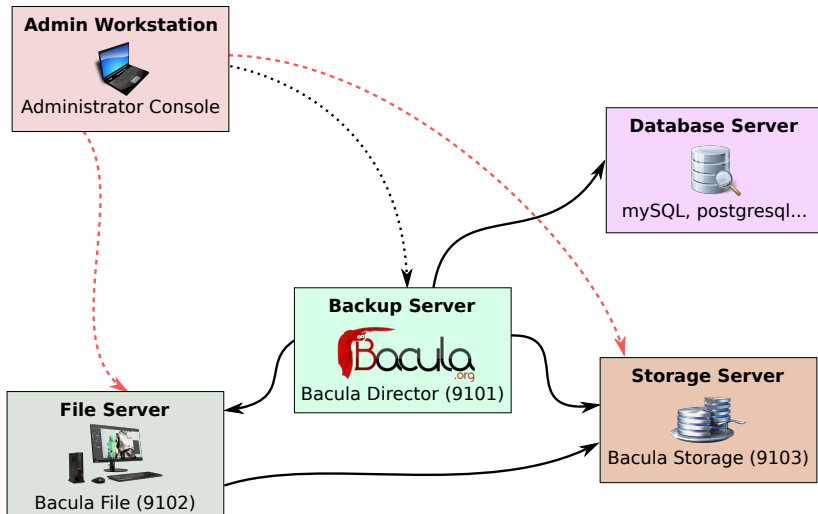 Admin Workstation
Administrator Console
Database Server
mySQL, postgresql...
Backup Server
Bacula
.org
Bacula Director (9101)
File Server
Bacula File (9102)
Storage Server
Bacula Storage (9103)